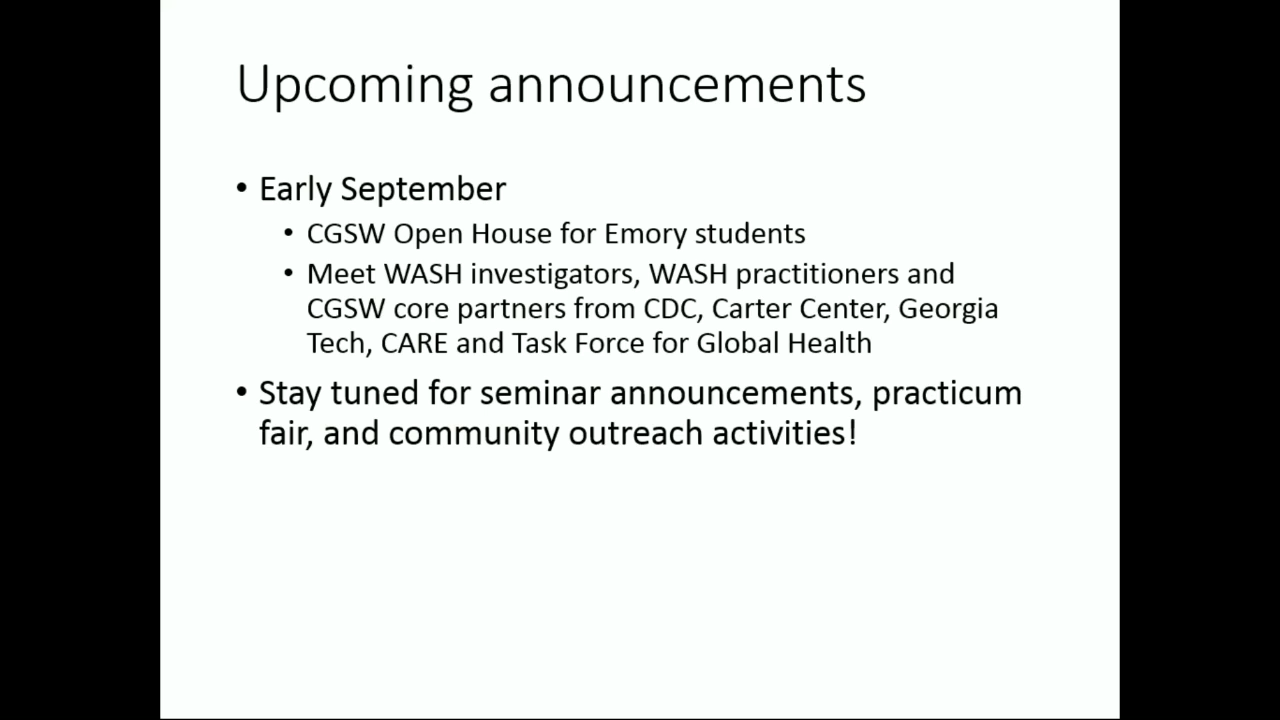 Upcoming announcements
• Early September
• CGSW Open House for Emory students
• Meet WASH investigators, WASH practitioners and
CGSW core partners from CDC, Carter Center, Georgia
Tech, CARE and Task Force for Global Health
• Stay tuned for seminar announcements, practicum
fair, and community outreach activities!